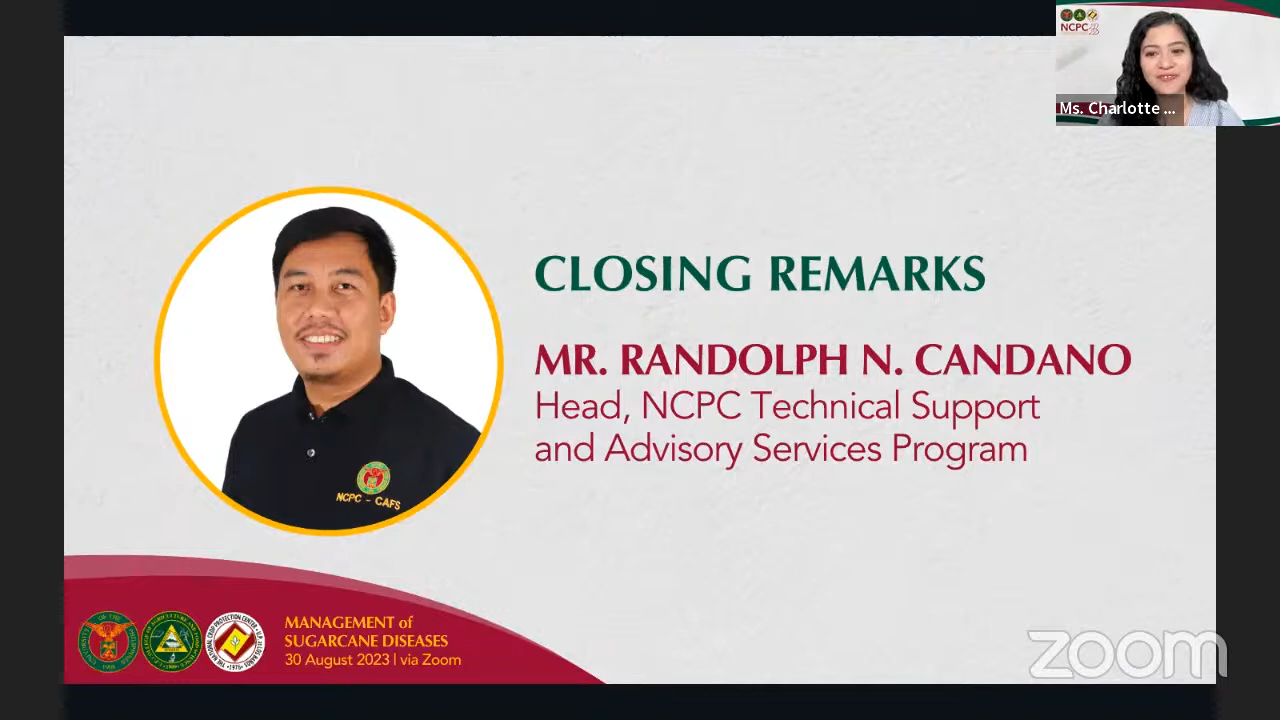 NCPC
Ms. Charlotte ...
CLOSING REMARKS
MR. RANDOLPH N. CANDANO
Head, NCPC Technical Support
and Advisory Services Program
NCPC - CAFS
MANAGEMENT of
SUGARCANE DISEASES
30 August 2023 | via Zoom
zoom